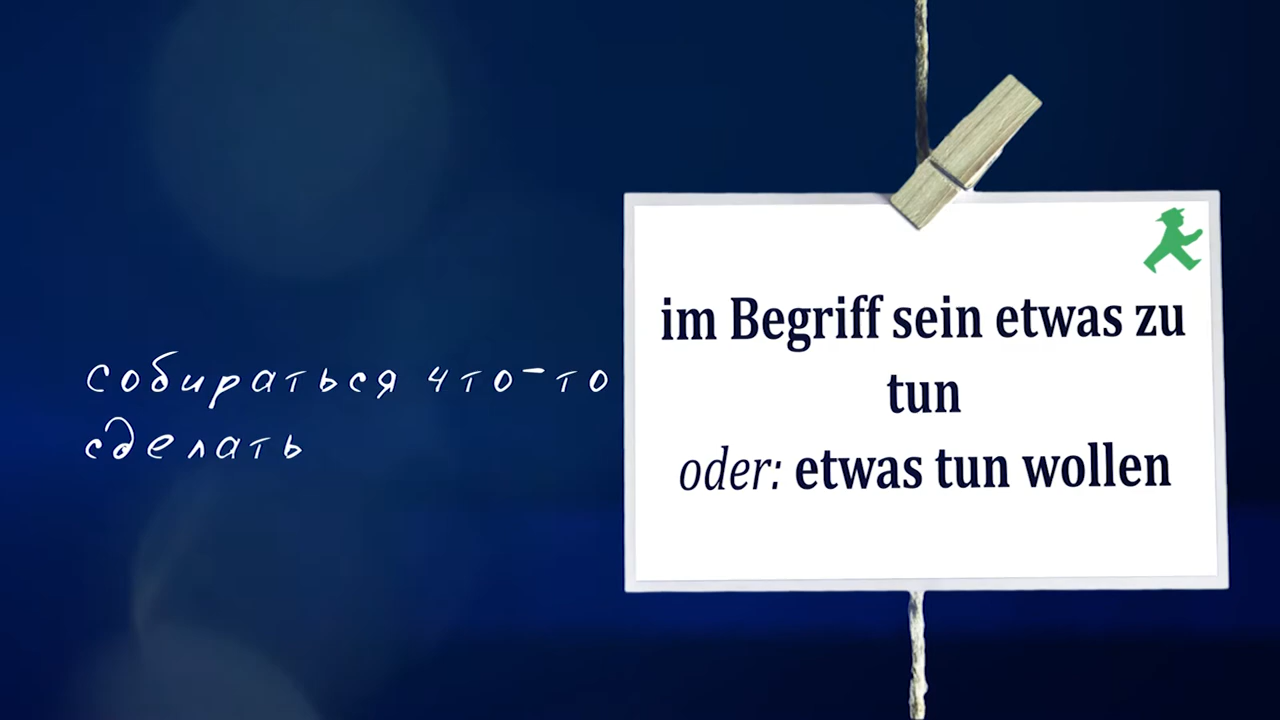 собираться что-то
сделать
im Begriff sein etwas zu
tun
oder: etwas tun wollen